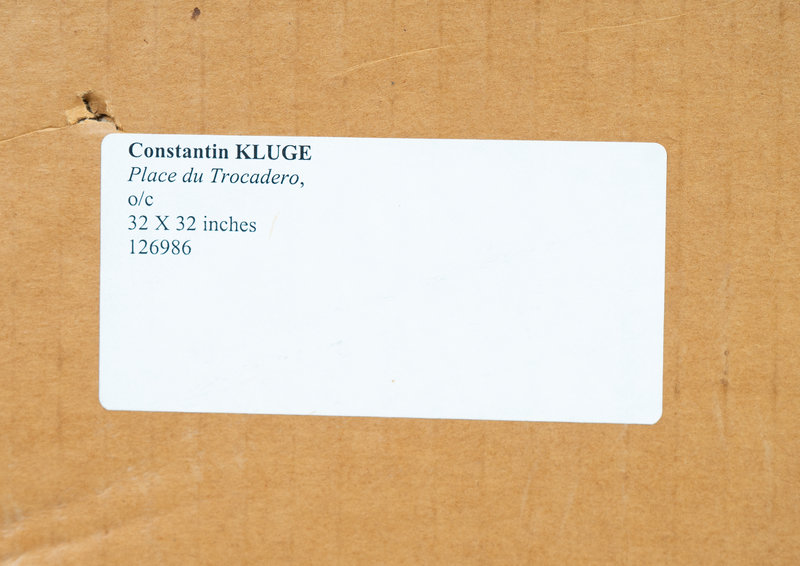 Constantin KLUGE
Place du Trocadero,
o/c
32 X 32 inches
126986